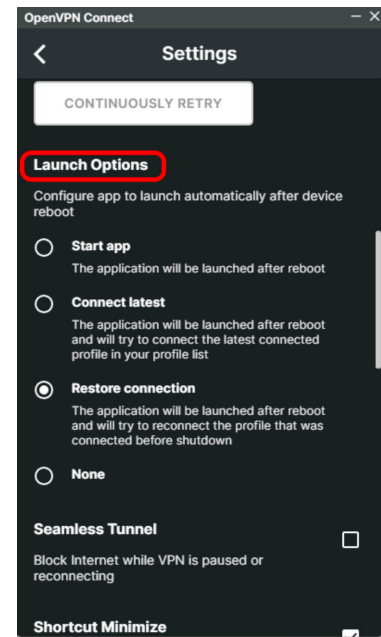 OpenVPN Connect
Settings
CONTINUOUSLY RETRY
Launch Options
Configure app to launch automatically after device
reboot
Start app
The application will be launched after reboot
Connect latest
The application will be launched after reboot
and will try to connect the latest connected
profile in your profile list
Restore connection
The application will be launched after reboot
and will try to reconnect the profile that was
connected before shutdown
None
Seamless Tunnel
Block Internet while VPN is paused or
reconnecting
Shortcut Minimize